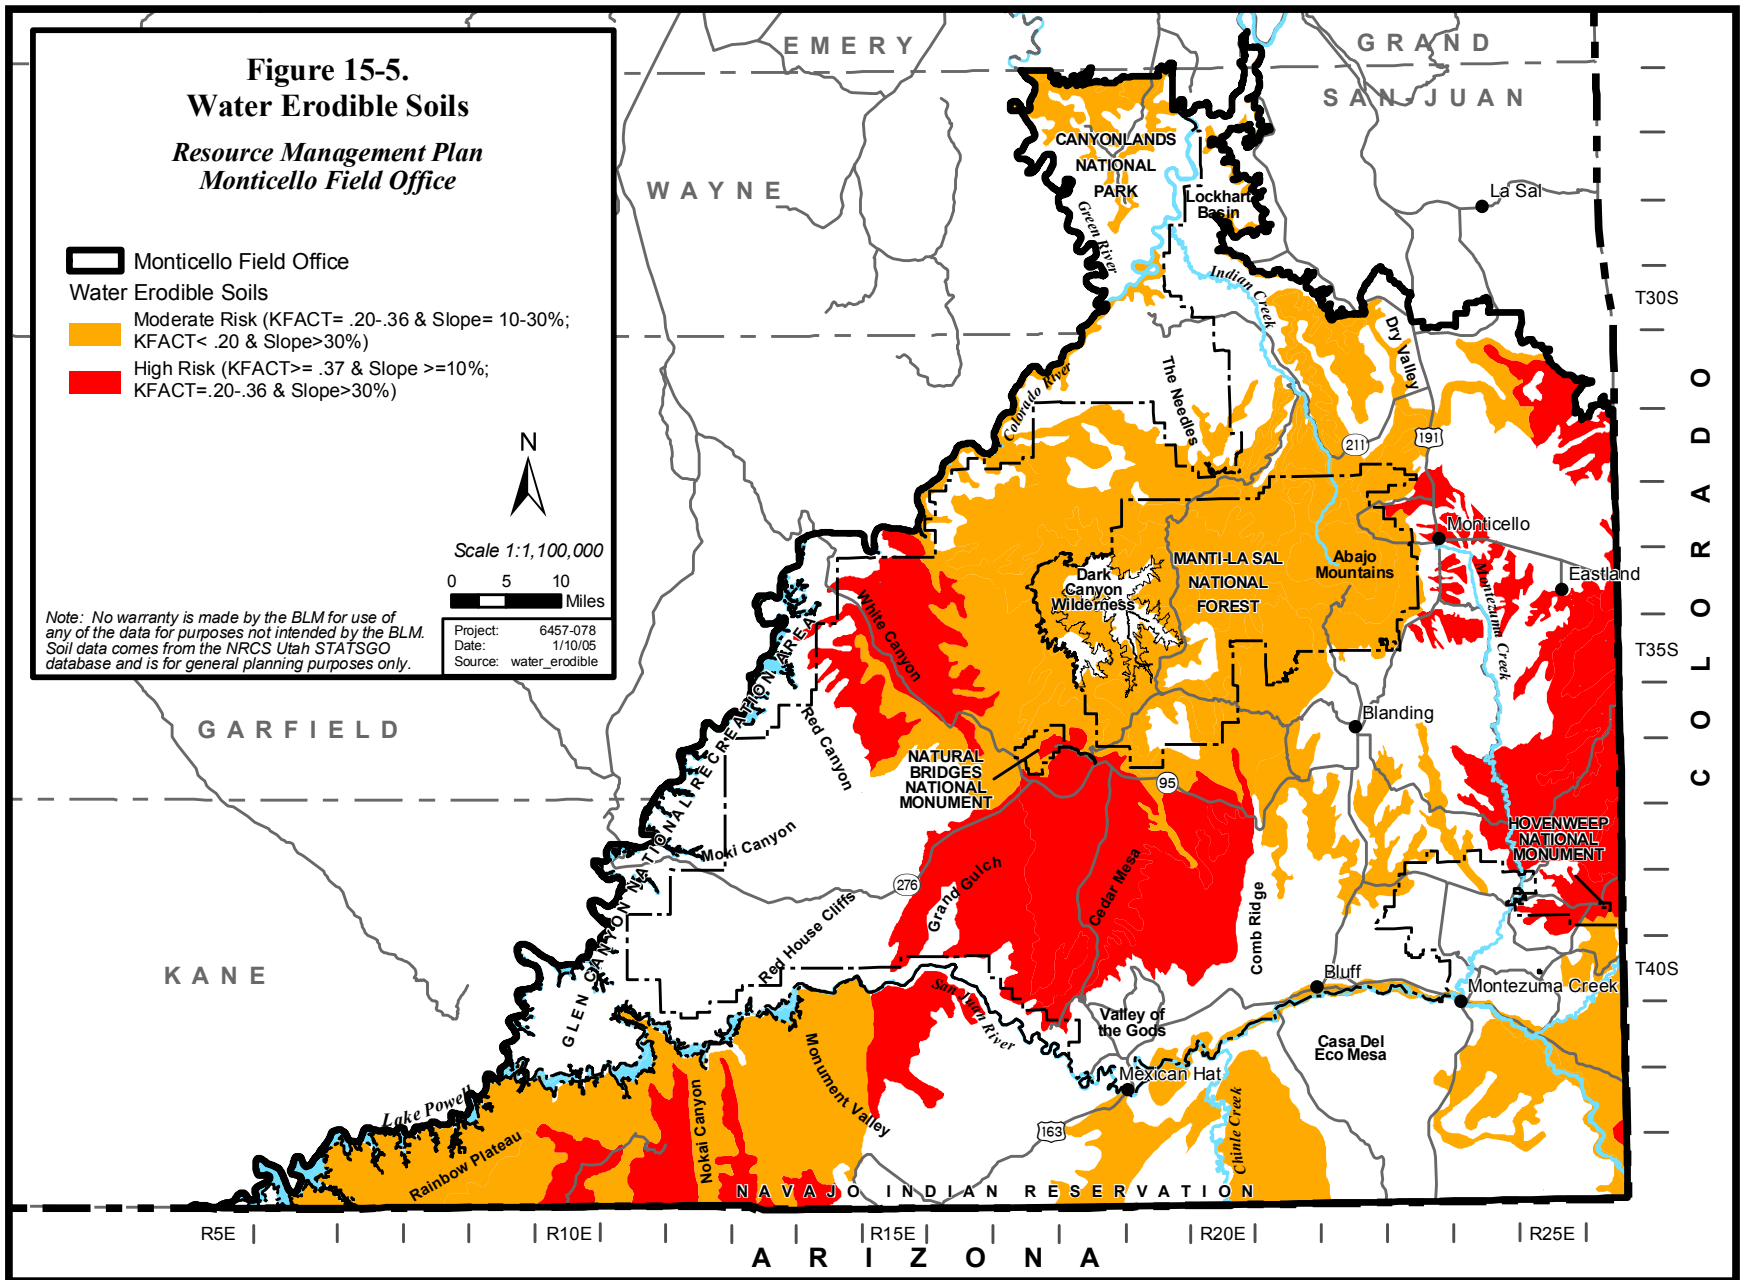 Figure 15-5.
Water Erodible Soils
Resource Management Plan
Monticello Field Office
Monticello Field Office
Water Erodible Soils
Moderate Risk (KFACT= .20-.36 & Slope= 10-30%;
KFACT< .20 & Slope>30%)
High Risk (KFACT>= .37 & Slope >=10%;
KFACT=.20-.36 & Slope>30%)
N
Scale 1:1,100,000
0 5 10
Miles
Note: No warranty is made by the BLM for use of
any of the data for purposes not intended by the BLM.
Soil data comes from the NRCS Utah STATSGO
database and is for general planning purposes only.
Project: 6457-078
Date: 1/10/05
Source: water_erodible
EMERY
GRAND
SAN JUAN
WAYNE
GARFIELD
KANE
COLORADO
ARIZONA
CANYONLANDS
NATIONAL
PARK
Lockhart
Basin
La Sal
Green River
Indian Creek
Dry Valley
The Needles
Colorado River
211
191
T30S
Monticello
Eastland
Montezuma Creek
Abajo
Mountains
MANTI-LA SAL
NATIONAL
FOREST
Dark
Canyon
Wilderness
White Canyon
Red Canyon
T35S
Blanding
NATURAL
BRIDGES
NATIONAL
MONUMENT
95
HOVENWEEP
NATIONAL
MONUMENT
GLEN CANYON NATIONAL RECREATION AREA
Moki Canyon
276
Grand Gulch
Cedar Mesa
Comb Ridge
Red House Cliffs
Bluff
T40S
Montezuma Creek
San Juan River
Valley of
the Gods
Casa Del
Eco Mesa
Mexican Hat
Monument Valley
Lake Powell
Rainbow Plateau
Nokai Canyon
163
Chinle Creek
NAVAJO INDIAN RESERVATION
R5E
R10E
R15E
R20E
R25E